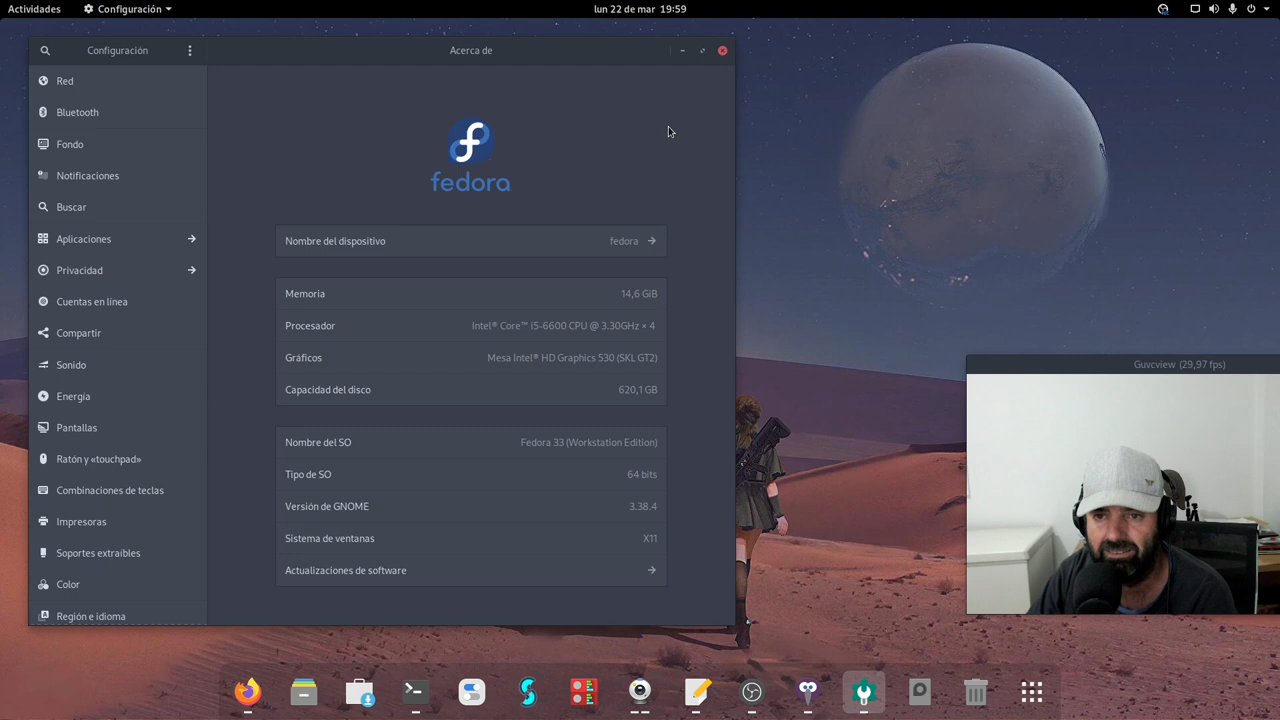 Actividades
Configuración
lun 22 de mar 19:59
Configuración
Acerca de
Red
Bluetooth
Fondo
Notificaciones
Buscar
Aplicaciones
Privacidad
Cuentas en línea
Compartir
Sonido
Energía
Pantallas
Ratón y «touchpad»
Combinaciones de teclas
Impresoras
Soportes extraíbles
Color
Región e idioma
fedora
Nombre del dispositivo fedora
Memoria 14,6 GiB
Procesador Intel® Core™ i5-6600 CPU @ 3.30GHz × 4
Gráficos Mesa Intel® HD Graphics 530 (SKL GT2)
Capacidad del disco 620,1 GB
Nombre del SO Fedora 33 (Workstation Edition)
Tipo de SO 64 bits
Versión de GNOME 3.38.4
Sistema de ventanas X11
Actualizaciones de software
Guvcview (29,97 fps)